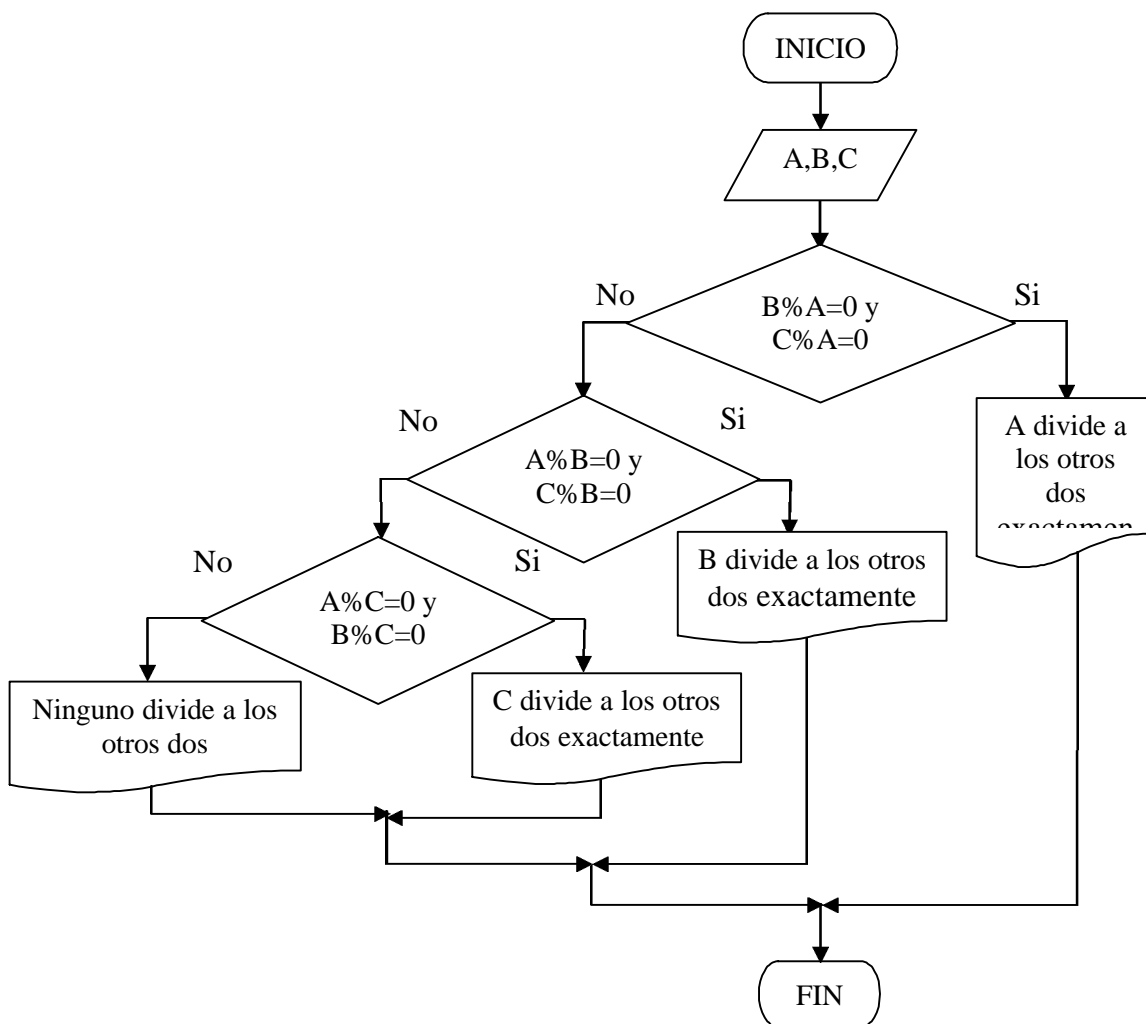 INICIO
A,B,C
No
Si
B%A=0 y
C%A=0
No
Si
A%B=0 y
C%B=0
A divide a
los otros
dos
No
Si
B divide a los otros
dos exactamente
A%C=0 y
B%C=0
Ninguno divide a los
otros dos
C divide a los otros
dos exactamente
FIN